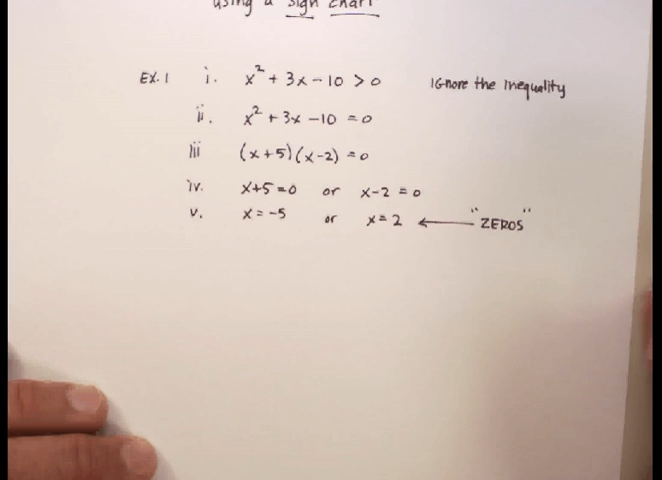 using a sign chart
Ex. 1 i. x² + 3x - 10 > 0 IGnore the inequality
ii. x² + 3x - 10 = 0
iii (x+5)(x-2) = 0
iv. x+5=0 or x-2 = 0
v. x = -5 or x = 2 ← "ZEROS"